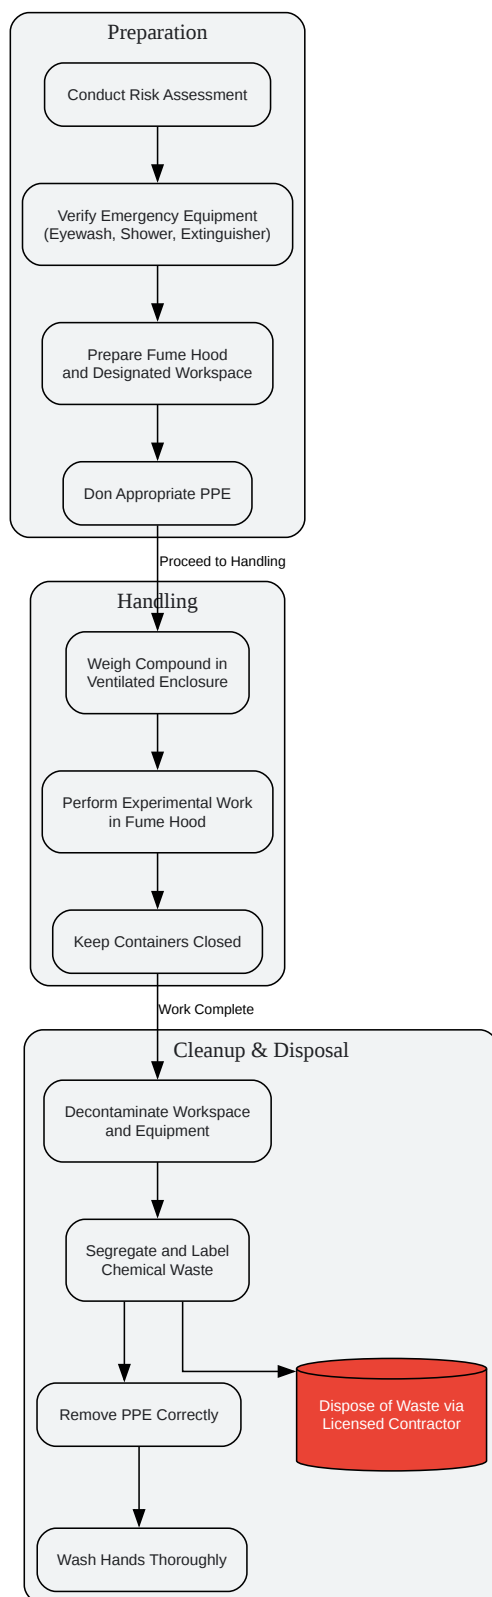 Preparation
Conduct Risk Assessment
Verify Emergency Equipment
(Eyewash, Shower, Extinguisher)
Prepare Fume Hood
and Designated Workspace
Don Appropriate PPE
Proceed to Handling
Handling
Weigh Compound in
Ventilated Enclosure
Perform Experimental Work
in Fume Hood
Keep Containers Closed
Work Complete
Cleanup & Disposal
Decontaminate Workspace
and Equipment
Segregate and Label
Chemical Waste
Remove PPE Correctly
Dispose of Waste via
Licensed Contractor
Wash Hands Thoroughly